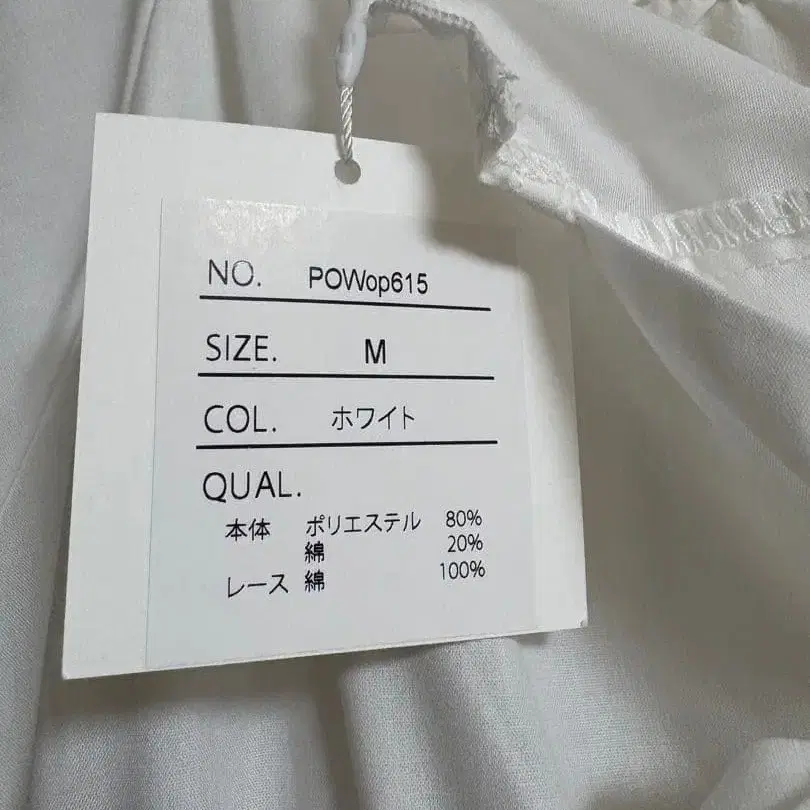 NO. POWop615
SIZE. M
COL. ホワイト
QUAL.
本体 ポリエステル 80%
綿 20%
レース 綿 100%